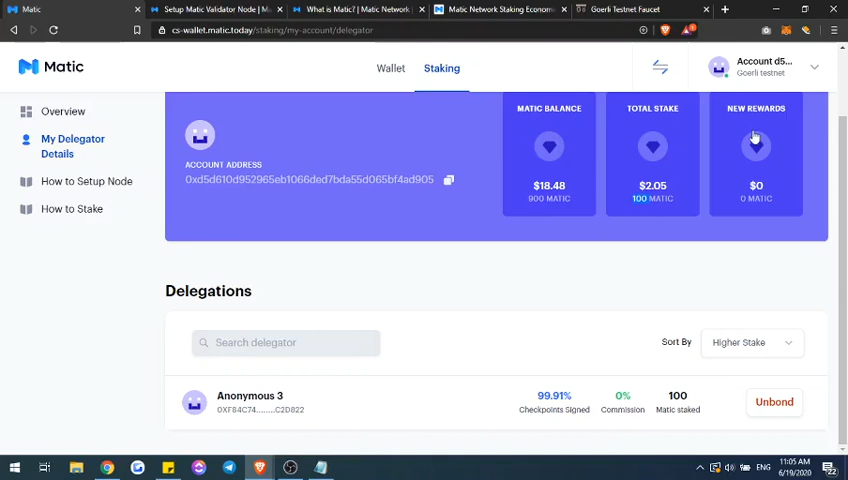 Matic
Setup Matic Validator Node | M
What is Matic? | Matic Network |
Matic Network Staking Econom
Goerli Testnet Faucet
cs-wallet.matic.today/staking/my-account/delegator
1
Matic
Wallet
Staking
Account d5...
Goerli testnet
Overview
My Delegator
Details
How to Setup Node
How to Stake
ACCOUNT ADDRESS
0xd5d610d952965eb1066ded7bda55d065bf4ad905
MATIC BALANCE
$18.48
900 MATIC
TOTAL STAKE
$2.05
100 MATIC
NEW REWARDS
$0
0 MATIC
Delegations
Search delegator
Sort By
Higher Stake
Anonymous 3
0XF84C74........C2D822
99.91%
Checkpoints Signed
0%
Commission
100
Matic staked
Unbond
ENG
11:05 AM
6/19/2020
22